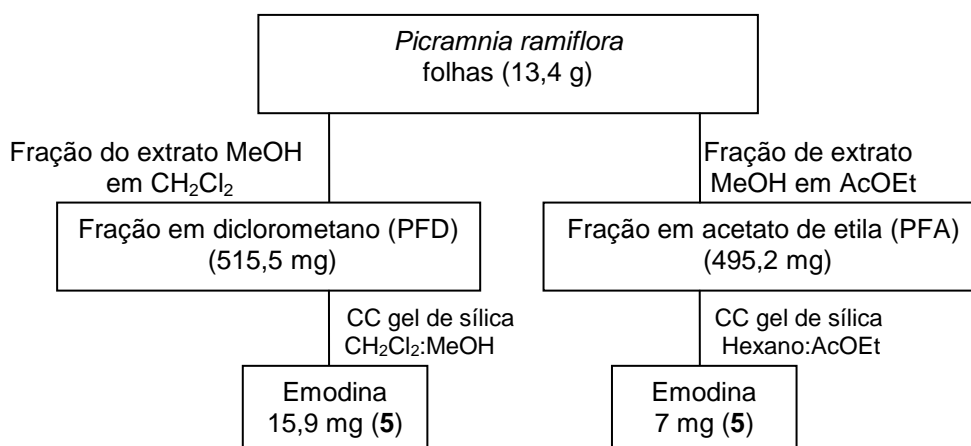 Picramnia ramiflora
folhas (13,4 g)
Fração do extrato MeOH
em CH₂Cl₂
Fração de extrato
MeOH em AcOEt
Fração em diclorometano (PFD)
(515,5 mg)
Fração em acetato de etila (PFA)
(495,2 mg)
CC gel de sílica
CH₂Cl₂:MeOH
CC gel de sílica
Hexano:AcOEt
Emodina
15,9 mg (5)
Emodina
7 mg (5)